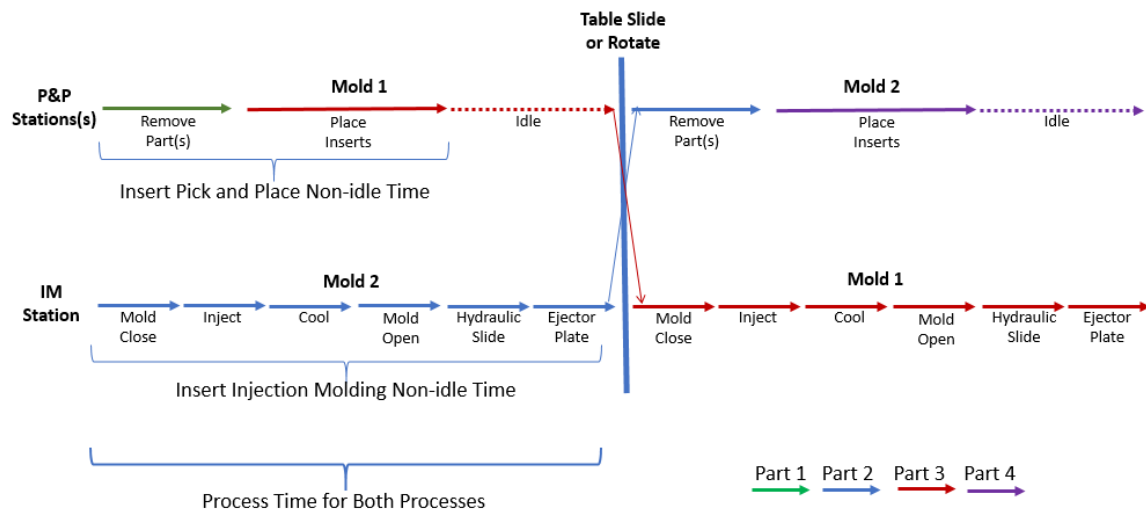 Table Slide
or Rotate
P&P
Stations(s)
Mold 1
Remove
Part(s)
Place
Inserts
Idle
Mold 2
Remove
Part(s)
Place
Inserts
Idle
Insert Pick and Place Non-idle Time
IM
Station
Mold 2
Mold
Close
Inject
Cool
Mold
Open
Hydraulic
Slide
Ejector
Plate
Mold 1
Mold
Close
Inject
Cool
Mold
Open
Hydraulic
Slide
Ejector
Plate
Insert Injection Molding Non-idle Time
Process Time for Both Processes
Part 1
Part 2
Part 3
Part 4